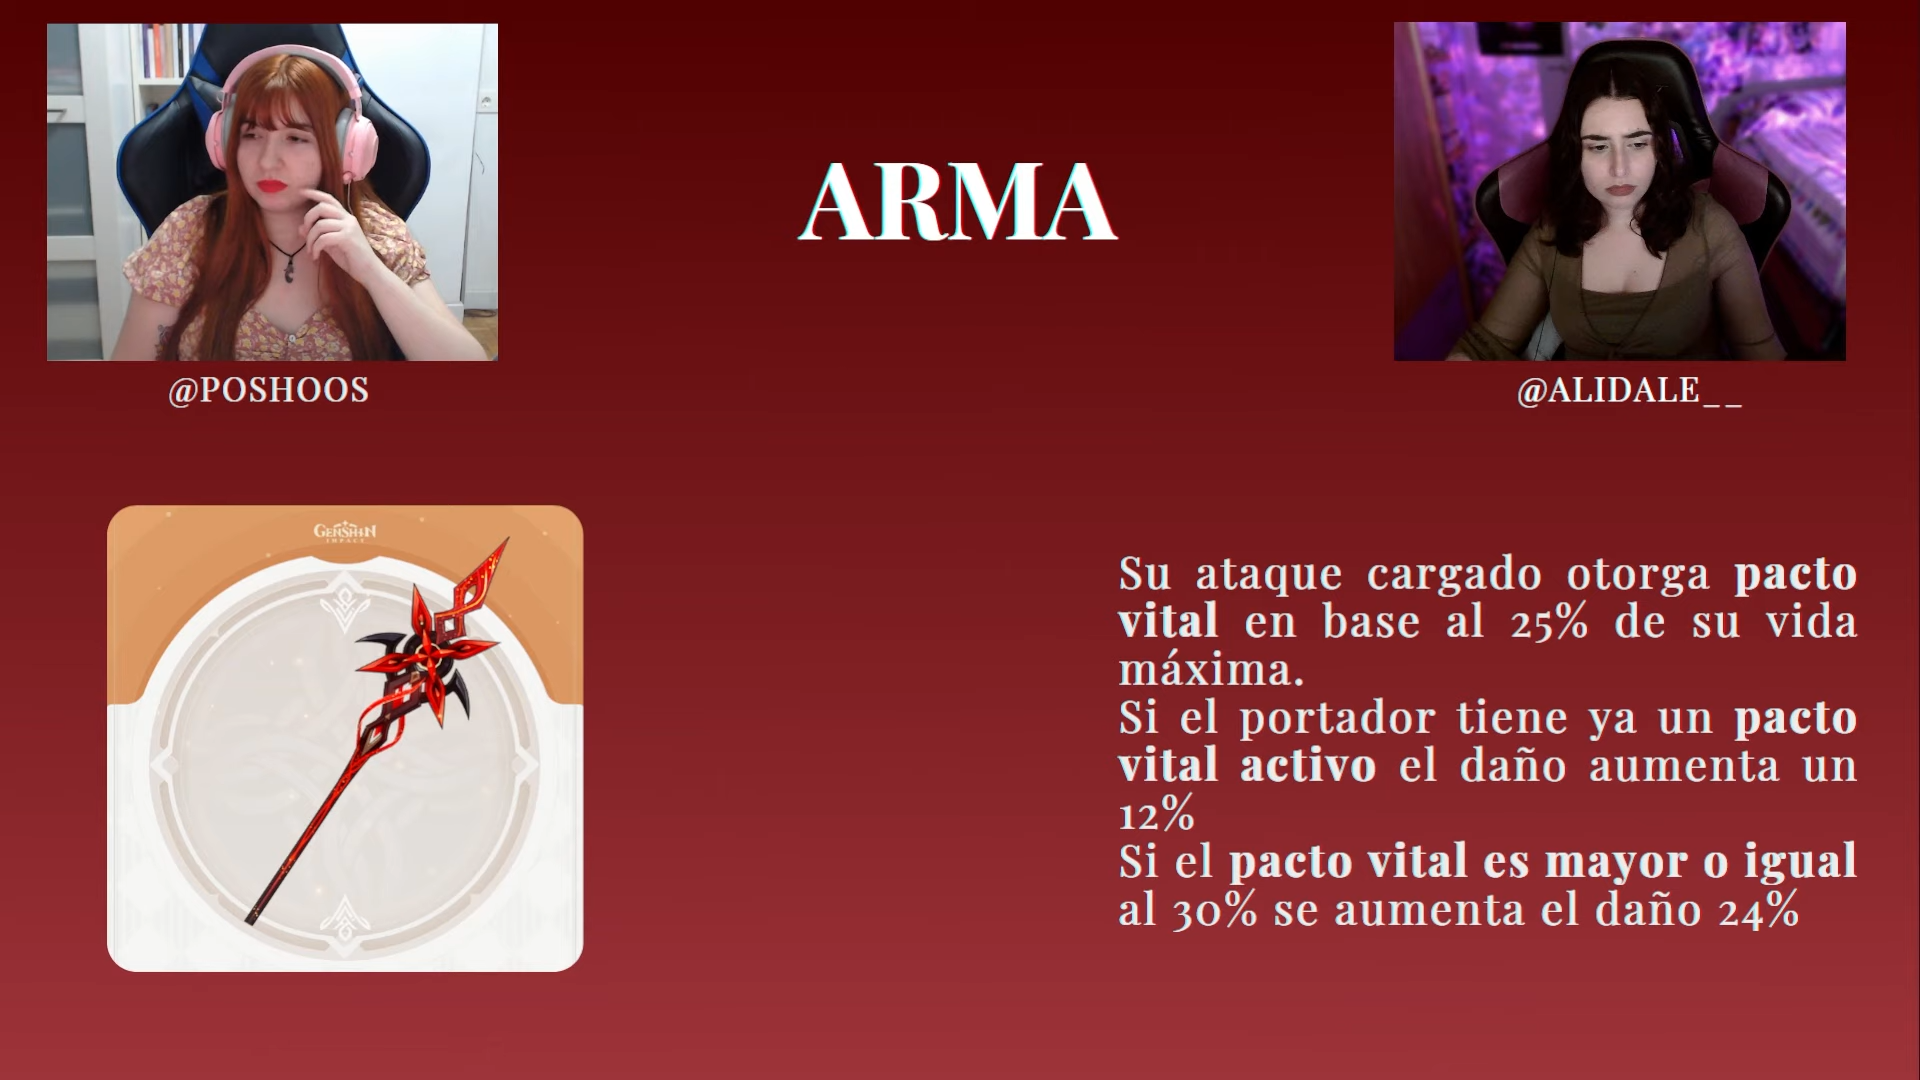 ARMA
@POSHOOS
@ALIDALE__
GENSHIN
IMPACT
Su ataque cargado otorga pacto
vital en base al 25% de su vida
máxima.
Si el portador tiene ya un pacto
vital activo el daño aumenta un
12%
Si el pacto vital es mayor o igual
al 30% se aumenta el daño 24%